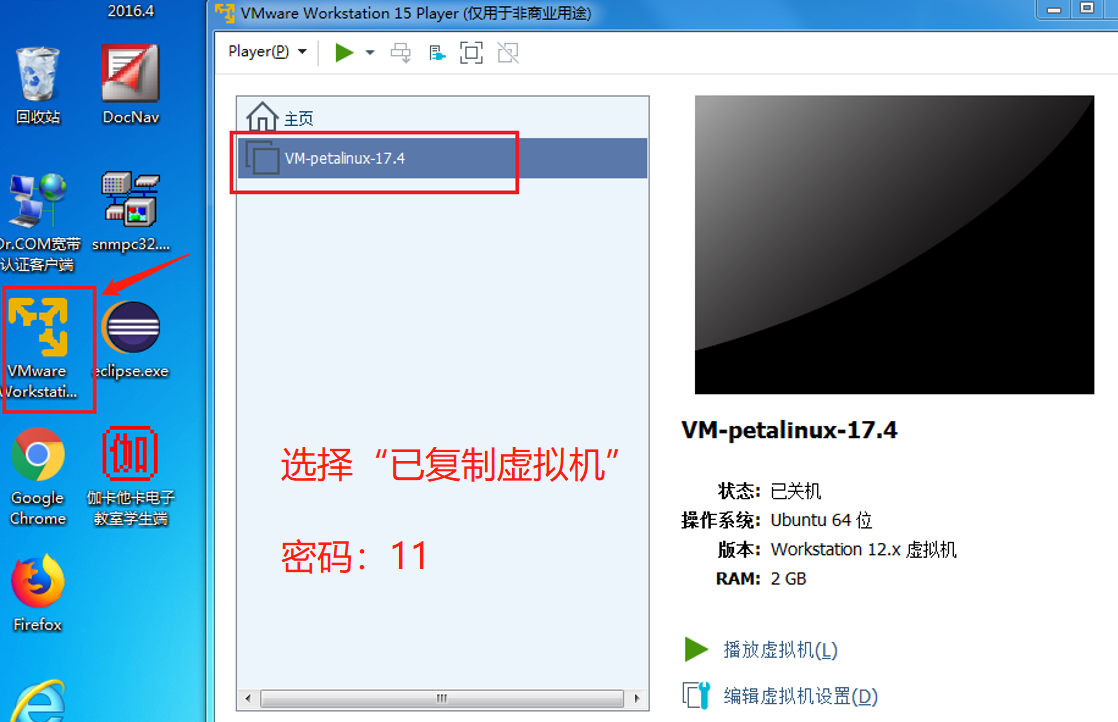 2016.4
回收站
DocNav
Dr.COM宽带
认证客户端
snmpc32....
VMware
Workstati...
eclipse.exe
Google
Chrome
伽
伽卡他卡电子
教室学生端
Firefox
VMware Workstation 15 Player (仅用于非商业用途)
Player(P)
主页
VM-petalinux-17.4
选择“已复制虚拟机”
密码：11
VM-petalinux-17.4
状态: 已关机
操作系统: Ubuntu 64 位
版本: Workstation 12.x 虚拟机
RAM: 2 GB
播放虚拟机(L)
编辑虚拟机设置(D)